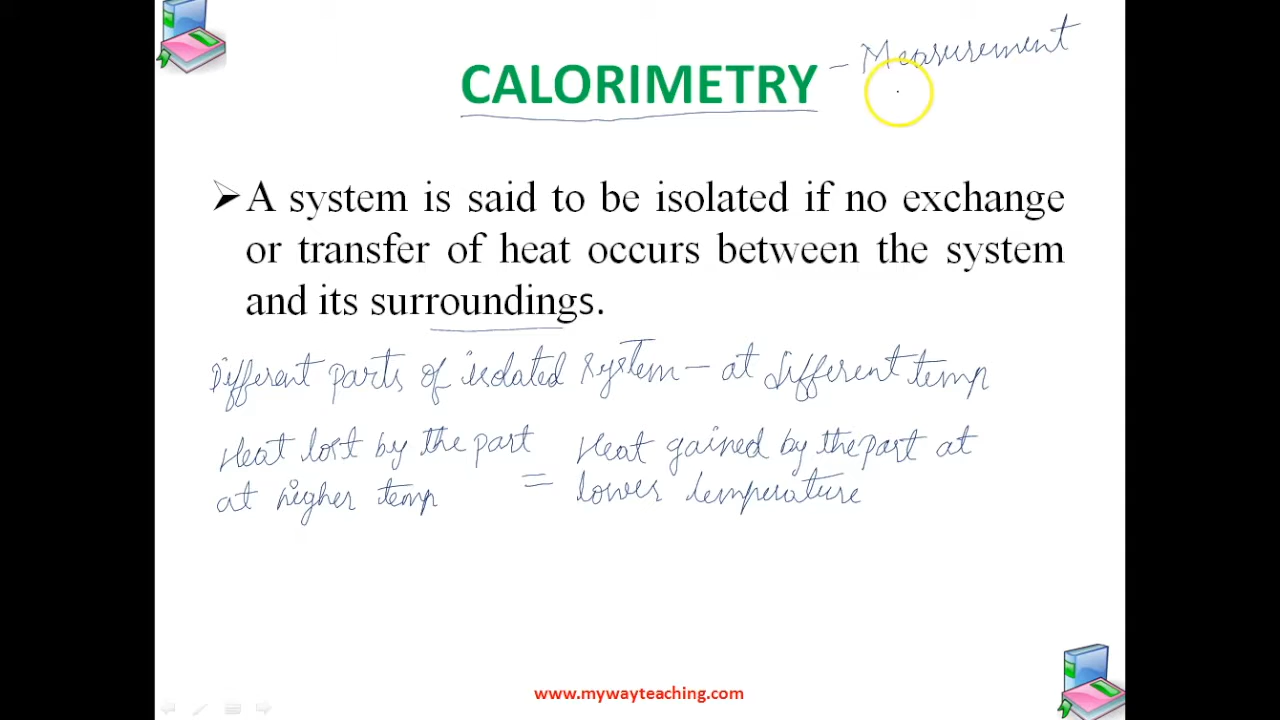 CALORIMETRY – Measurement
➢ A system is said to be isolated if no exchange
or transfer of heat occurs between the system
and its surroundings.
Different parts of isolated system – at different temp
Heat lost by the part = Heat gained by the part at
at higher temp lower temperature
www.mywayteaching.com